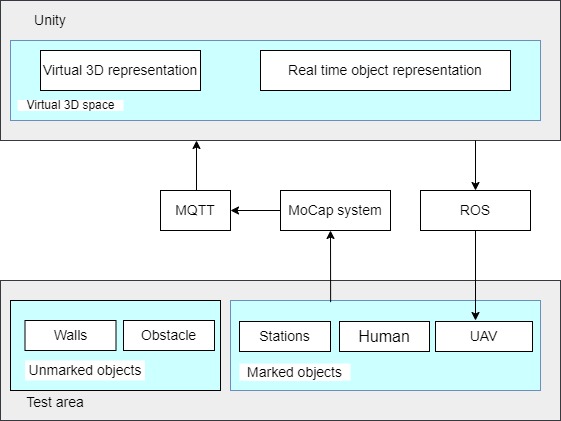 Unity
Virtual 3D representation
Real time object representation
Virtual 3D space
MQTT
MoCap system
ROS
Walls
Obstacle
Stations
Human
UAV
Unmarked objects
Marked objects
Test area